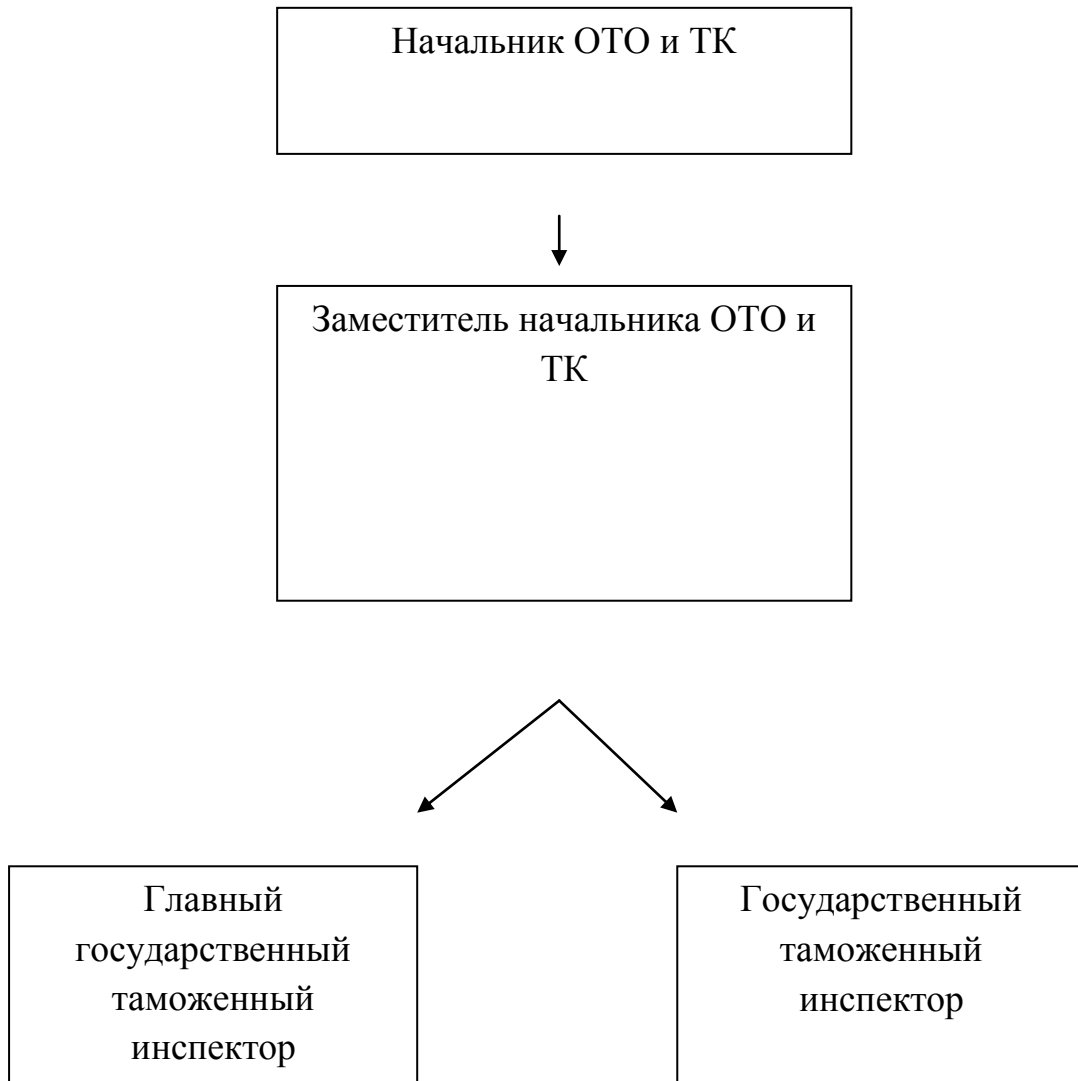 Начальник ОТО и ТК
Заместитель начальника ОТО и
ТК
Главный
государственный
таможенный
инспектор
Государственный
таможенный
инспектор